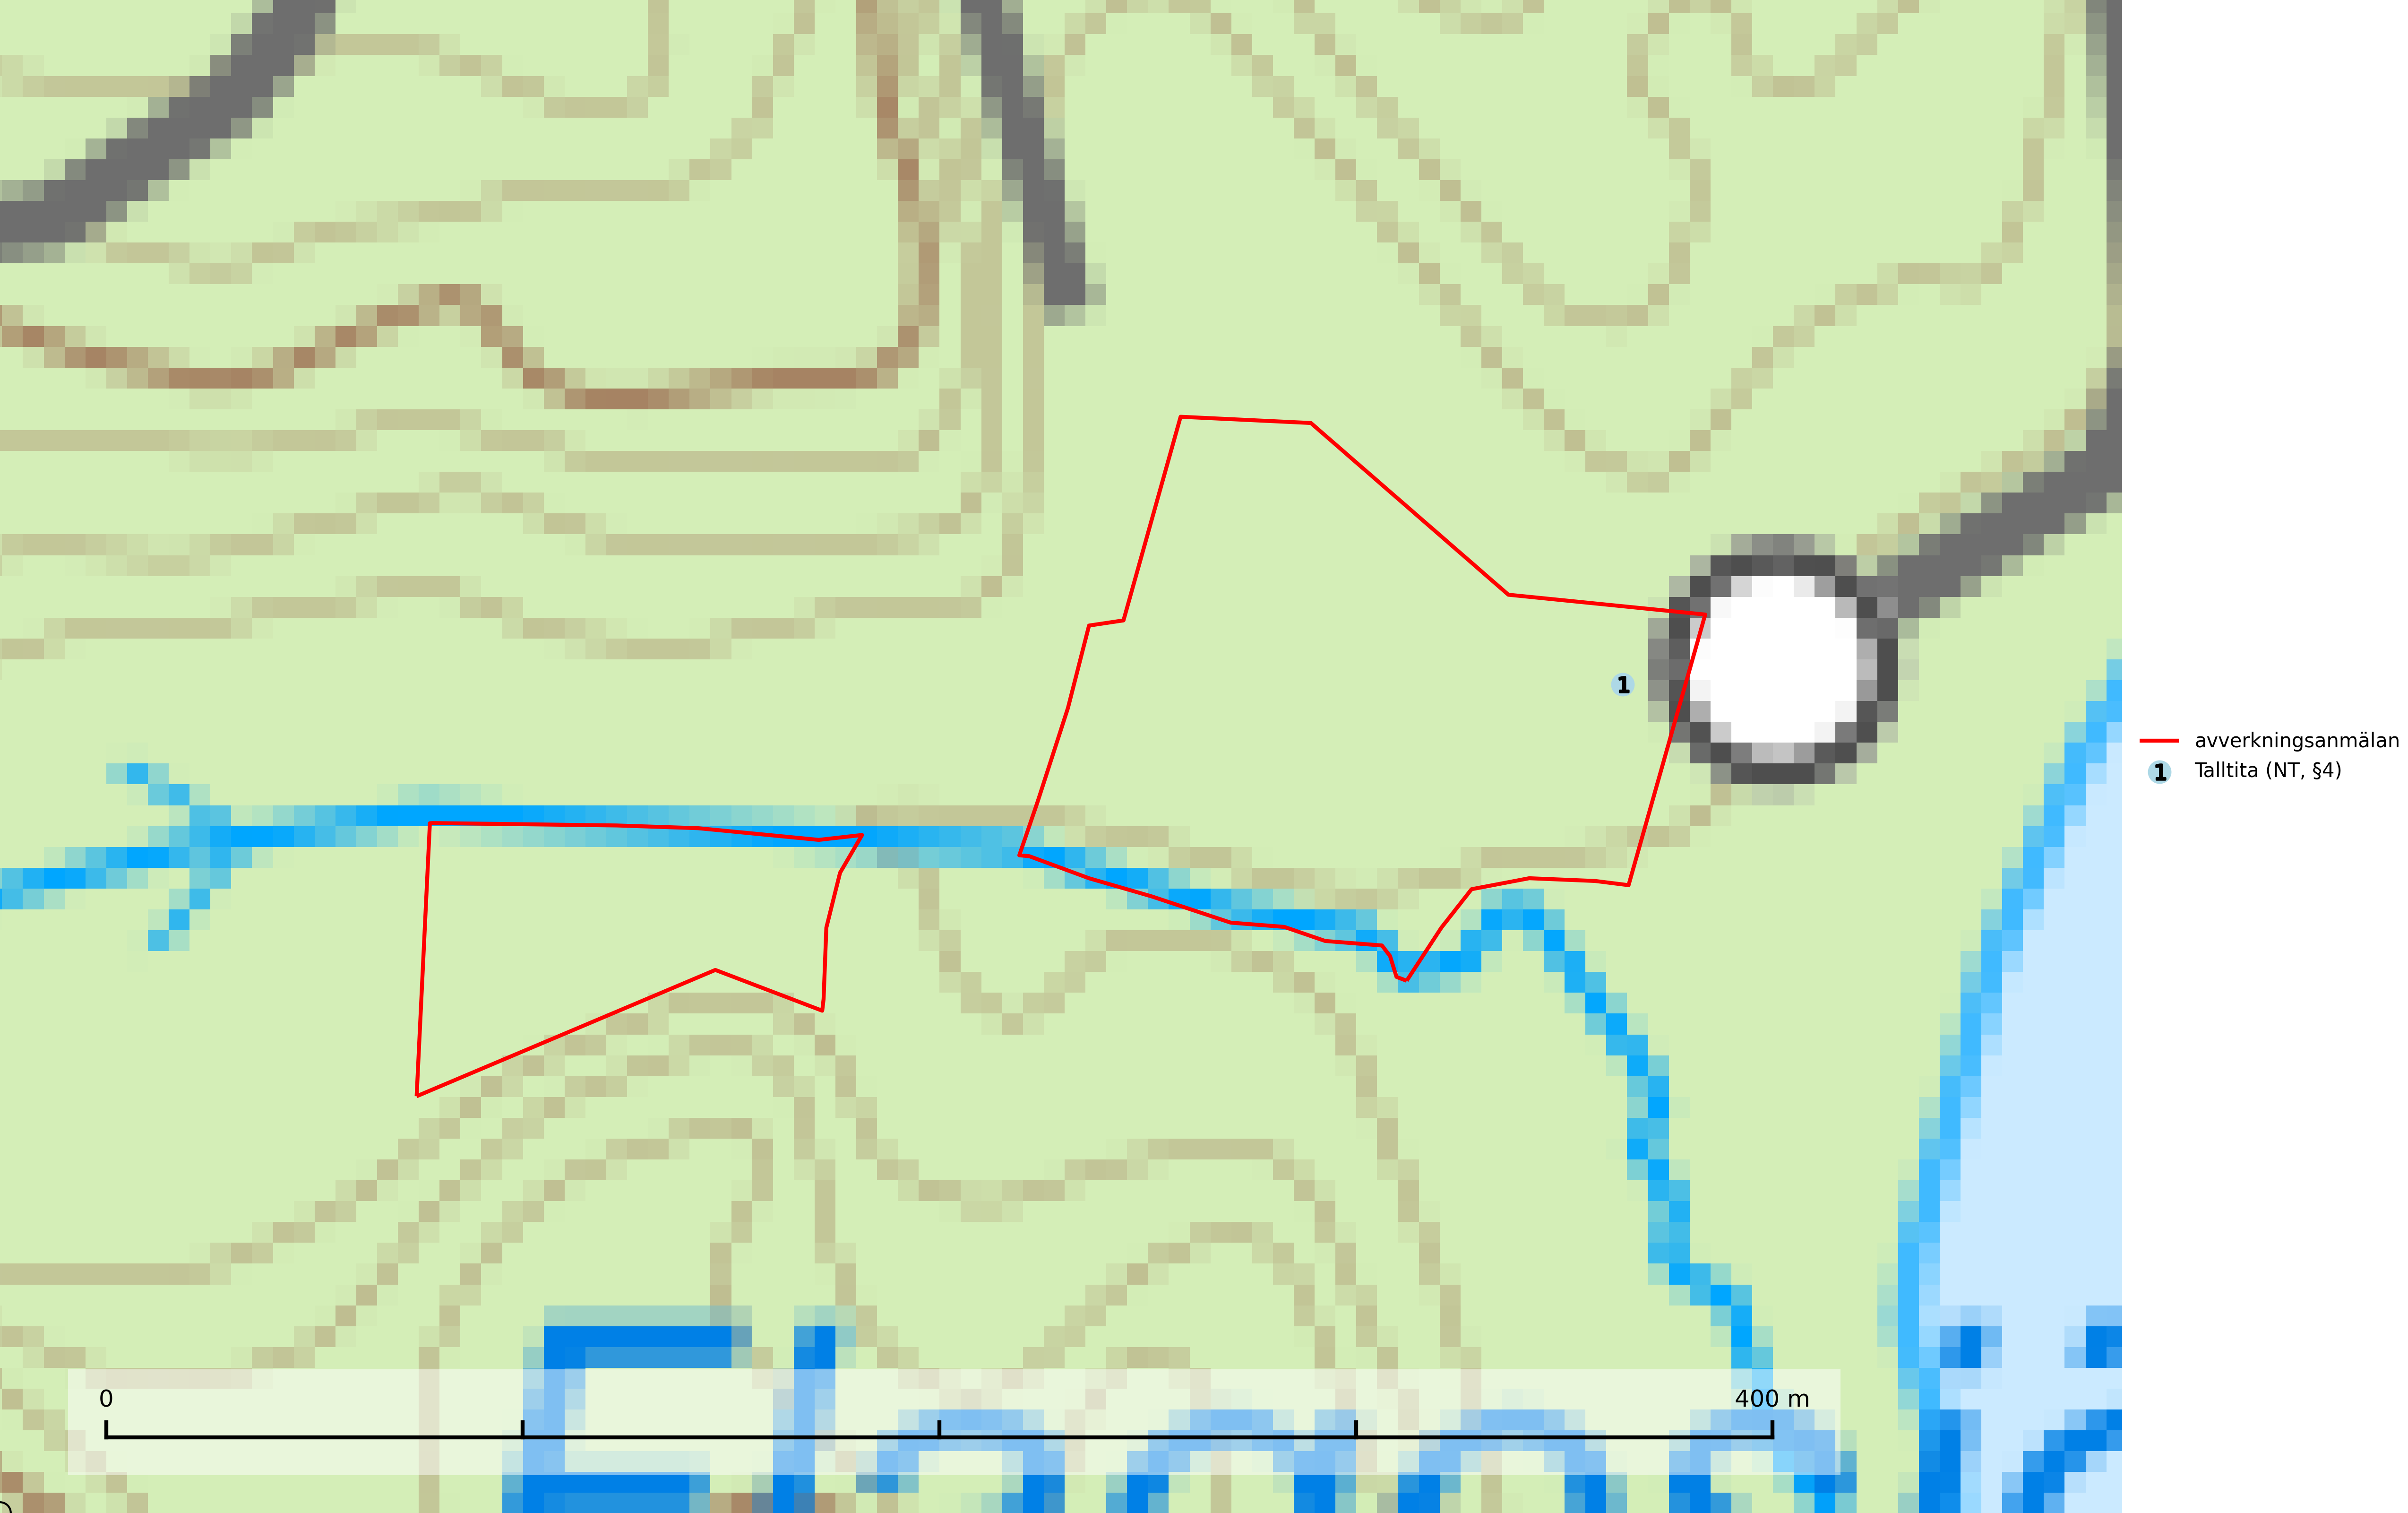 1
avverkningsanmälan
1 Talltita (NT, §4)
0 400 m